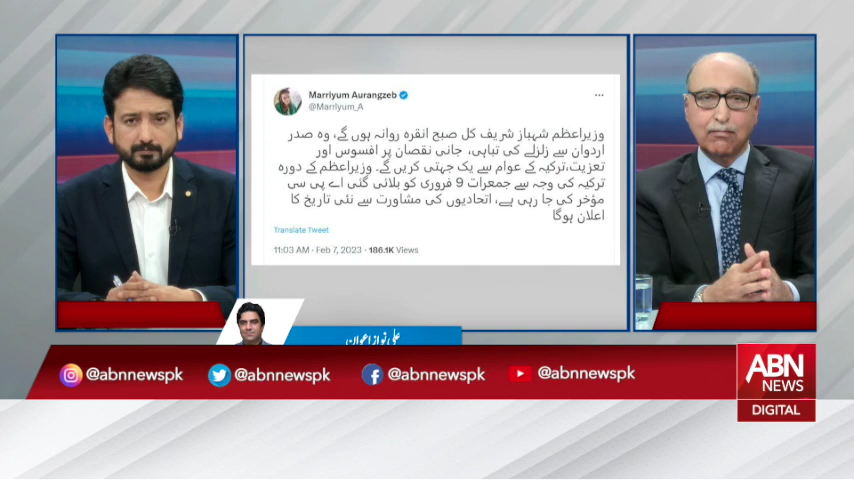 Marriyum Aurangzeb
@Marriyum_A
وزیراعظم شہباز شریف کل صبح انقرہ روانہ ہوں گے، وہ صدر
اردوان سے زلزلے کی تباہی، جانی نقصان پر افسوس اور
تعزیت،ترکیہ کے عوام سے یک جہتی کریں گے۔ وزیراعظم کے دورہ
ترکیہ کی وجہ سے جمعرات 9 فروری کو بلائی گئی اے پی سی
مؤخر کی جا رہی ہے، اتحادیوں کی مشاورت سے نئی تاریخ کا
اعلان ہوگا
Translate Tweet
11:03 AM · Feb 7, 2023 · 186.1K Views
علی نواز اعوان
@abnnewspk
@abnnewspk
@abnnewspk
@abnnewspk
ABN
NEWS
DIGITAL